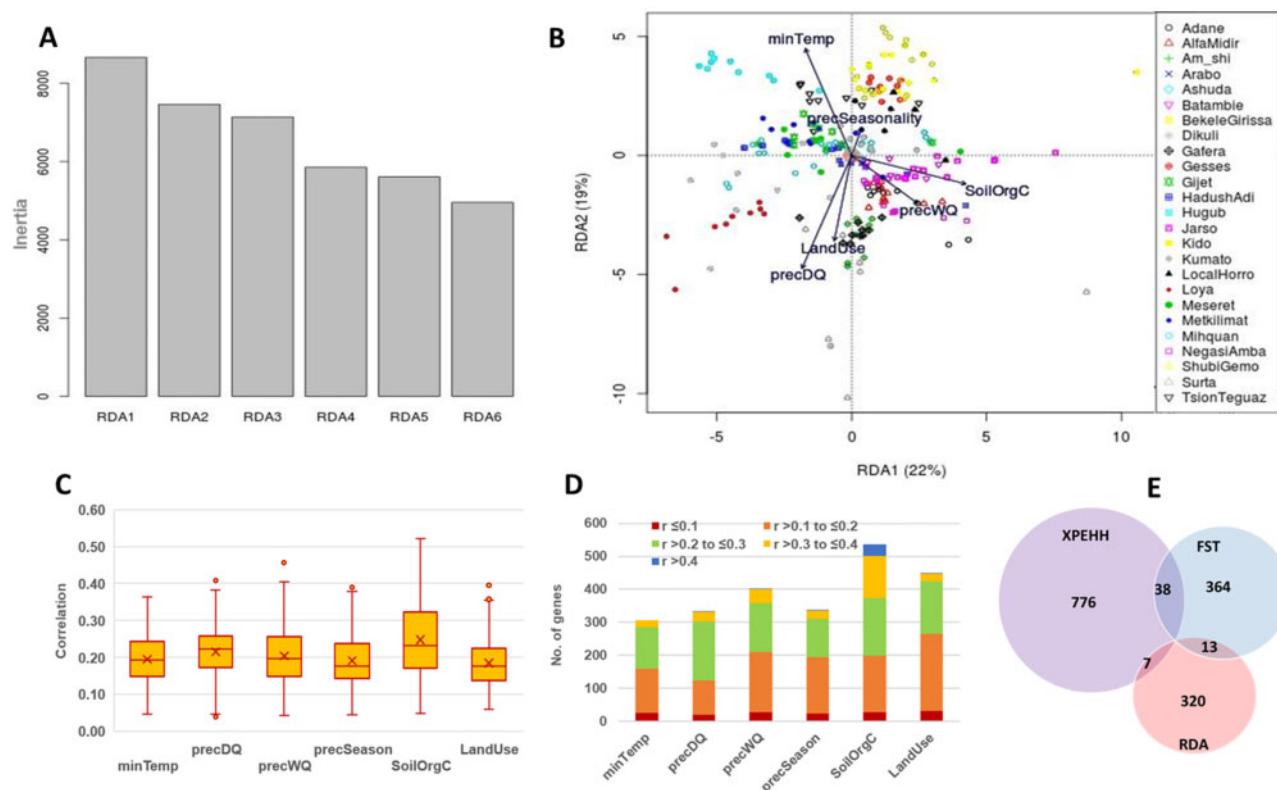 A
Inertia
8000
6000
4000
2000
0
RDA1 RDA2 RDA3 RDA4 RDA5 RDA6
B
RDA2 (19%)
5
0
-5
-10
minTemp
precSeasonality
SoilOrgC
precWQ
LandUse
precDQ
-5 0 5 10
RDA1 (22%)
Adane
AlfaMidir
Am_shi
Arabo
Ashuda
Batambie
BekeleGirissa
Dikuli
Gafera
Gesses
Gijet
HadushAdi
Hugub
Jarso
Kido
Kumato
LocalHorro
Loya
Meseret
Metkilimat
Mihquan
NegasiAmba
ShubiGemo
Surta
TsionTeguaz
C
Correlation
0.60
0.50
0.40
0.30
0.20
0.10
0.00
precDQ precSeason LandUse
minTemp precWQ SoilOrgC
D
No. of genes
600
500
400
300
200
100
0
r ≤0.1 r >0.1 to ≤0.2
r >0.2 to ≤0.3 r >0.3 to ≤0.4
r >0.4
minTemp precDQ precWQ precSeason SoilOrgC LandUse
E
XPEHH
FST
776
38
364
13
7
320
RDA